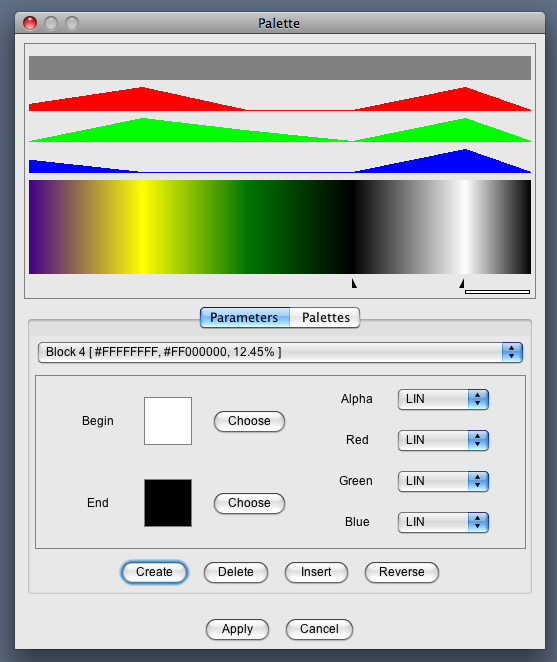 Palette
Parameters Palettes
Block 4 [ #FFFFFFFF, #FF000000, 12.45% ]
Begin Choose
End Choose
Alpha LIN
Red LIN
Green LIN
Blue LIN
Create Delete Insert Reverse
Apply Cancel